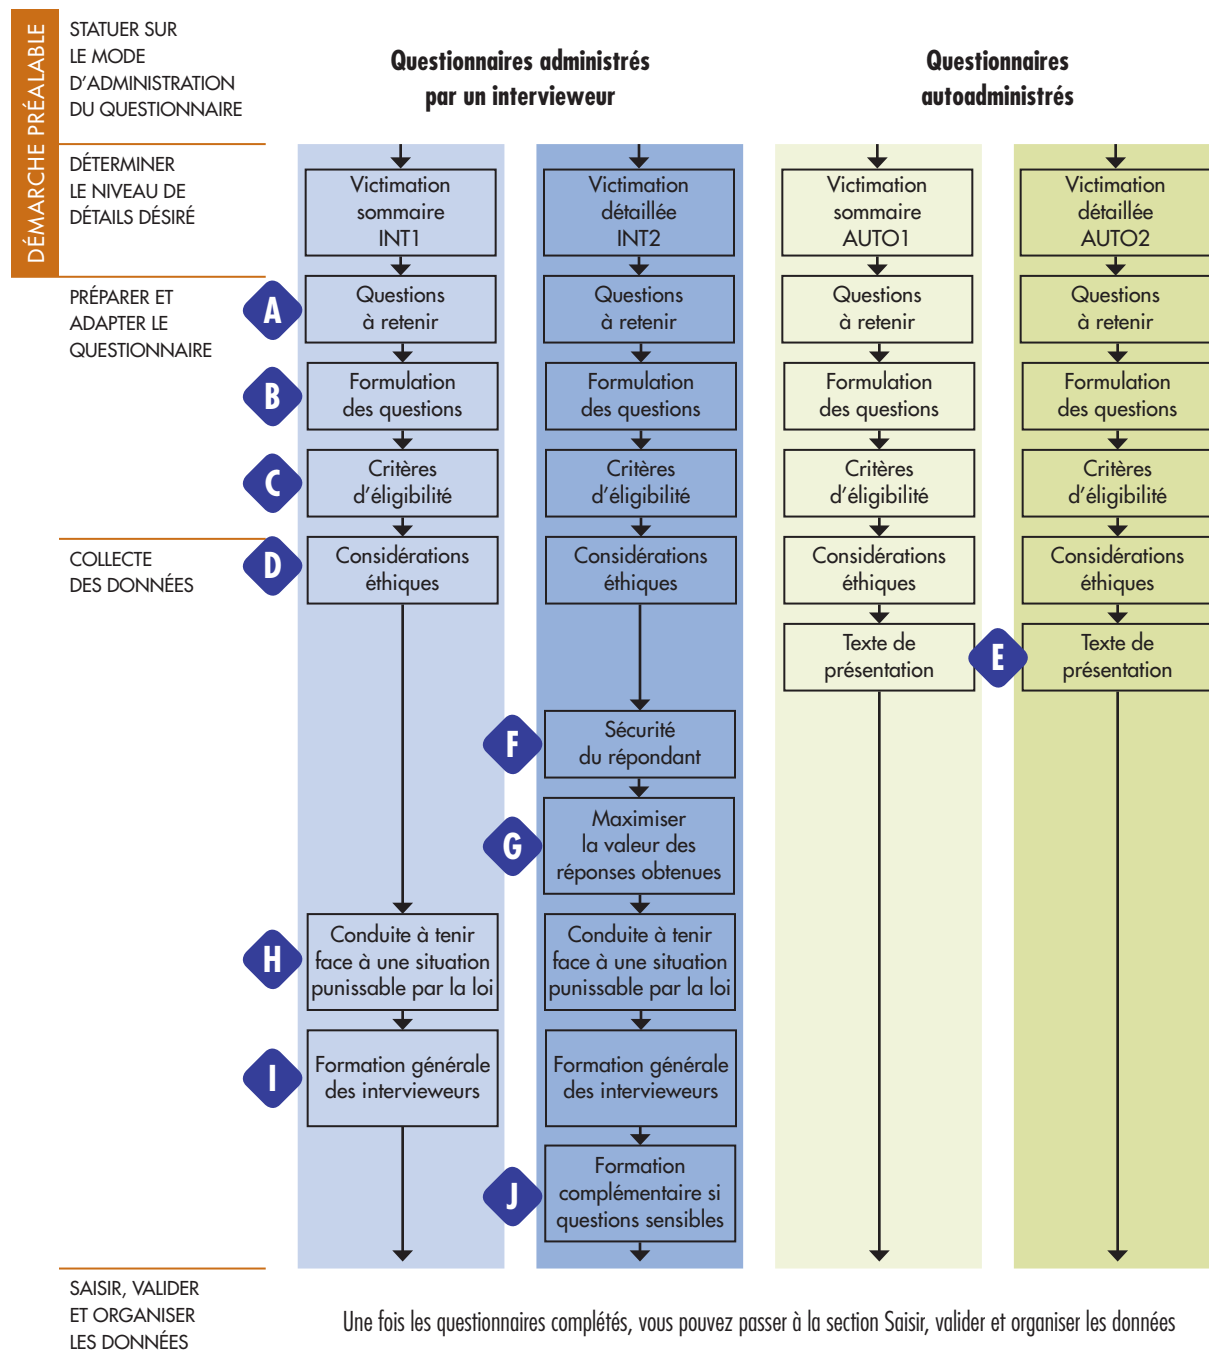 DÉMARCHE PRÉALABLE
STATUER SUR
LE MODE
D'ADMINISTRATION
DU QUESTIONNAIRE
Questionnaires administrés
par un intervieweur
Questionnaires
autoadministrés
DÉTERMINER
LE NIVEAU DE
DÉTAILS DÉSIRÉ
Victimation
sommaire
INT1
Victimation
détaillée
INT2
Victimation
sommaire
AUTO1
Victimation
détaillée
AUTO2
PRÉPARER ET
ADAPTER LE
QUESTIONNAIRE
A
Questions
à retenir
Questions
à retenir
Questions
à retenir
Questions
à retenir
B
Formulation
des questions
Formulation
des questions
Formulation
des questions
Formulation
des questions
C
Critères
d'éligibilité
Critères
d'éligibilité
Critères
d'éligibilité
Critères
d'éligibilité
COLLECTE
DES DONNÉES
D
Considérations
éthiques
Considérations
éthiques
Considérations
éthiques
Considérations
éthiques
Texte de
présentation
E
Texte de
présentation
F
Sécurité
du répondant
G
Maximiser
la valeur des
réponses obtenues
H
Conduite à tenir
face à une situation
punissable par la loi
Conduite à tenir
face à une situation
punissable par la loi
I
Formation générale
des intervieweurs
Formation générale
des intervieweurs
J
Formation
complémentaire si
questions sensibles
SAISIR, VALIDER
ET ORGANISER
LES DONNÉES
Une fois les questionnaires complétés, vous pouvez passer à la section Saisir, valider et organiser les données